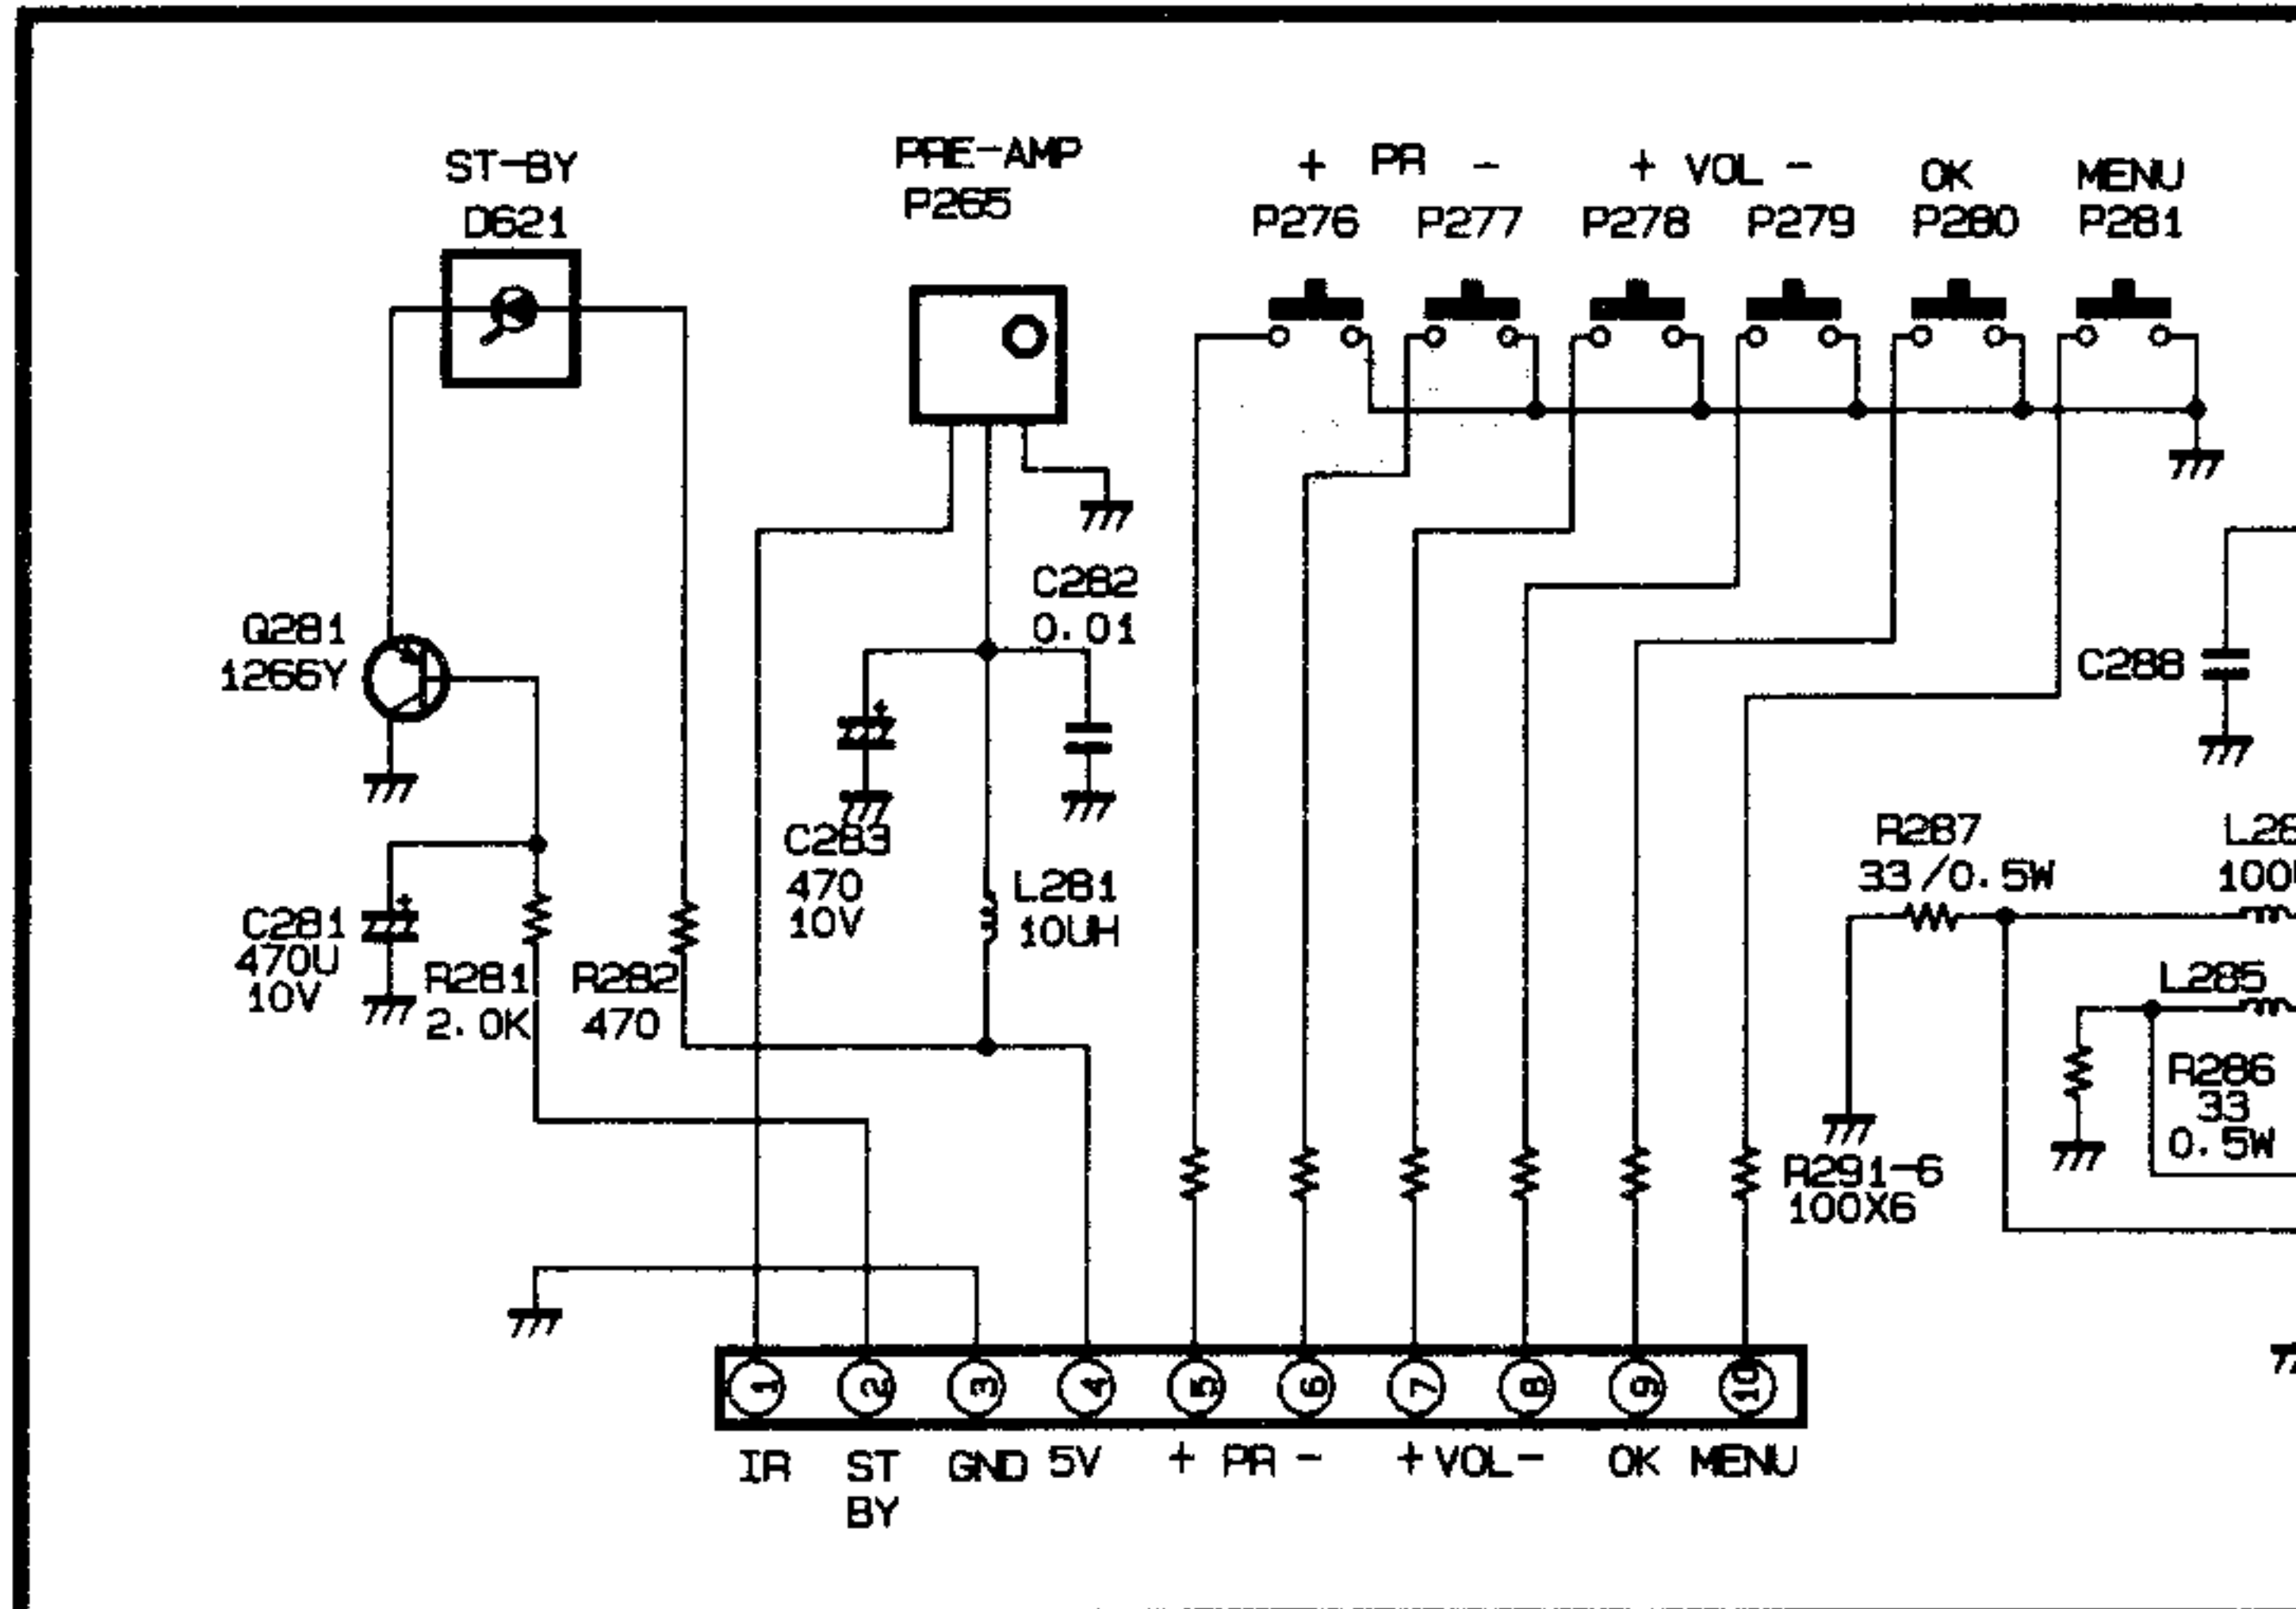 ST-BY
D621
PRE-AMP
P265
+ PR -
P276 P277
+ VOL -
P278 P279
OK
P280
MENU
P281
Q281
1266Y
C282
0.01
C288
C283
470
10V
L281
10UH
R287
33/0.5W
C281
470U
10V
R281
2.0K
R282
470
L285
R286
33
0.5W
R291-6
100X6
1 2 3 4 5 6 7 8 9 10
IR ST GND 5V + PR - + VOL - OK MENU
BY